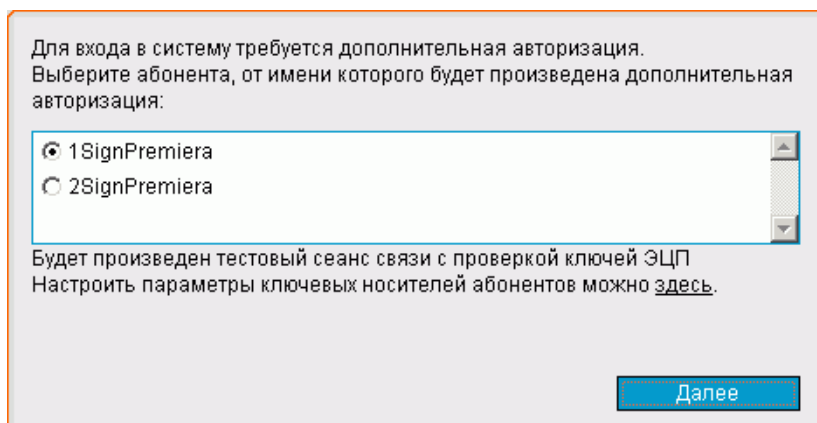 Для входа в систему требуется дополнительная авторизация.
Выберите абонента, от имени которого будет произведена дополнительная
авторизация:
1SignPremiera
2SignPremiera
Будет произведен тестовый сеанс связи с проверкой ключей ЭЦП
Настроить параметры ключевых носителей абонентов можно здесь.
Далее